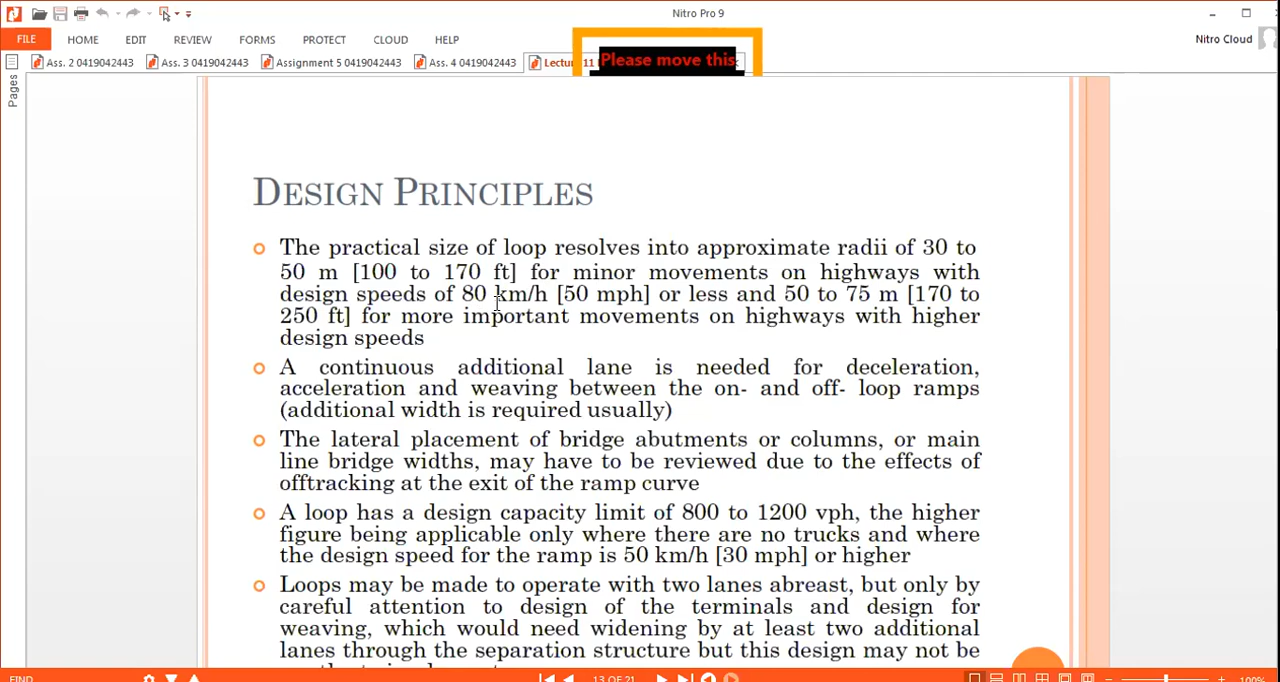 Nitro Pro 9
FILE HOME EDIT REVIEW FORMS PROTECT CLOUD HELP
Nitro Cloud
Ass. 2 0419042443 Ass. 3 0419042443 Assignment 5 0419042443 Ass. 4 0419042443 11
Please move this
Pages
DESIGN PRINCIPLES
The practical size of loop resolves into approximate radii of 30 to
50 m [100 to 170 ft] for minor movements on highways with
design speeds of 80 km/h [50 mph] or less and 50 to 75 m [170 to
250 ft] for more important movements on highways with higher
design speeds
A continuous additional lane is needed for deceleration,
acceleration and weaving between the on- and off- loop ramps
(additional width is required usually)
The lateral placement of bridge abutments or columns, or main
line bridge widths, may have to be reviewed due to the effects of
offtracking at the exit of the ramp curve
A loop has a design capacity limit of 800 to 1200 vph, the higher
figure being applicable only where there are no trucks and where
the design speed for the ramp is 50 km/h [30 mph] or higher
Loops may be made to operate with two lanes abreast, but only by
careful attention to design of the terminals and design for
weaving, which would need widening by at least two additional
lanes through the separation structure but this design may not be
FIND 13 OF 21 100%